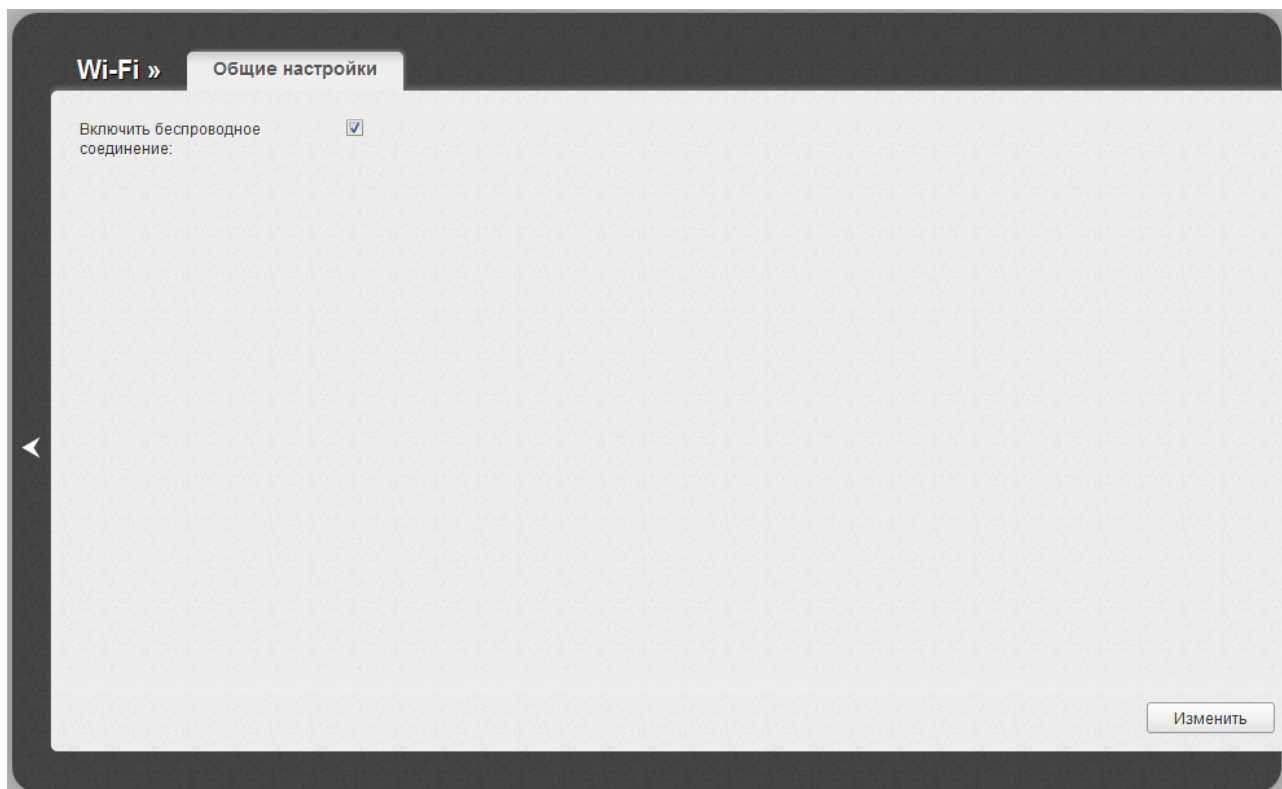 Wi-Fi »
Общие настройки
Включить беспроводное
соединение:
Изменить